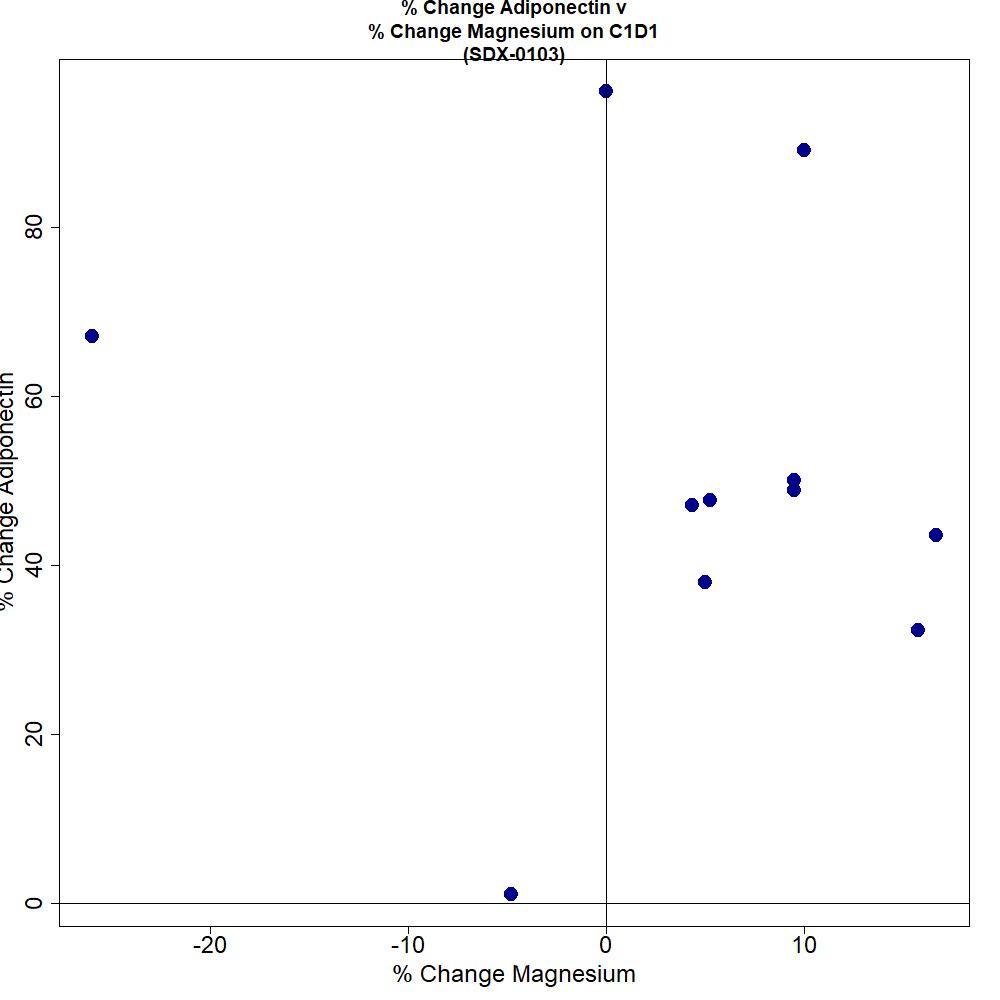 % Change Adiponectin v
% Change Magnesium on C1D1
(SDX-0103)
% Change Adiponectin
80
60
40
20
0
-20
-10
0
10
% Change Magnesium